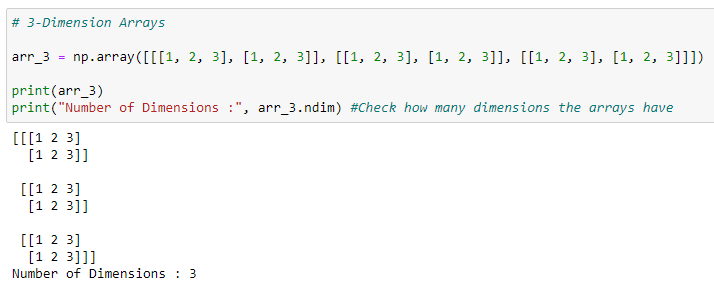 # 3-Dimension Arrays
arr_3 = np.array([[[1, 2, 3], [1, 2, 3]], [[1, 2, 3], [1, 2, 3]], [[1, 2, 3], [1, 2, 3]]])
print(arr_3)
print("Number of Dimensions :", arr_3.ndim) #Check how many dimensions the arrays have
[[[1 2 3]
  [1 2 3]]
 [[1 2 3]
  [1 2 3]]
 [[1 2 3]
  [1 2 3]]]
Number of Dimensions : 3